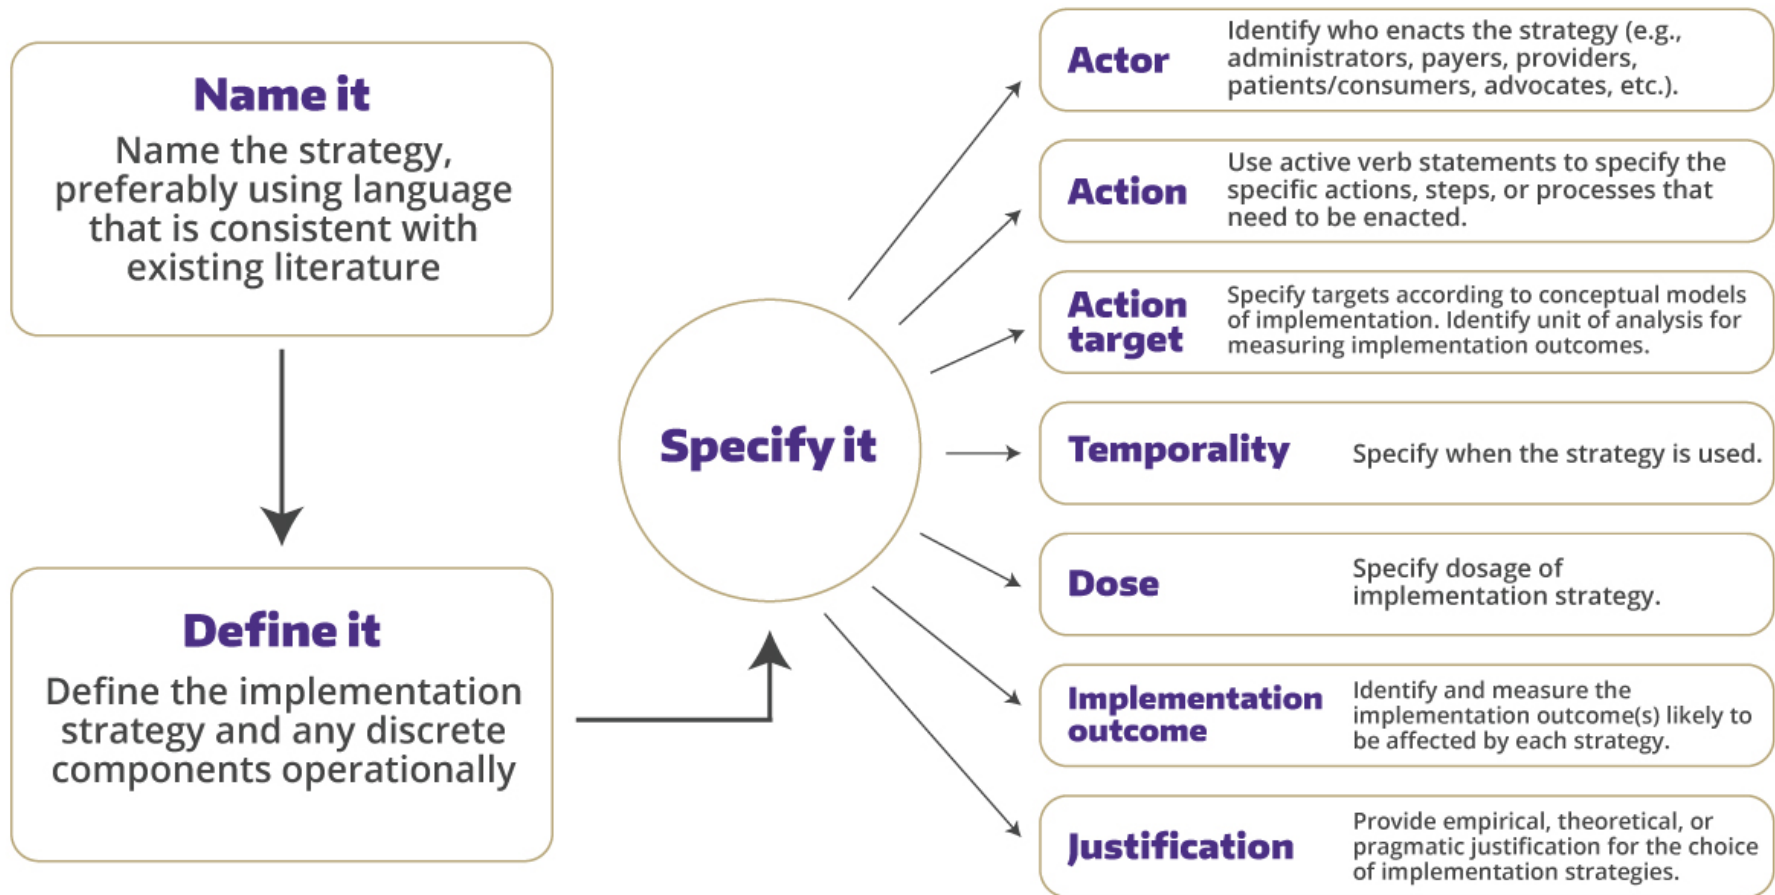 Name it
Name the strategy,
preferably using language
that is consistent with
existing literature
Define it
Define the implementation
strategy and any discrete
components operationally
Specify it
Actor
Identify who enacts the strategy (e.g.,
administrators, payers, providers,
patients/consumers, advocates, etc.).
Action
Use active verb statements to specify the
specific actions, steps, or processes that
need to be enacted.
Action
target
Specify targets according to conceptual models
of implementation. Identify unit of analysis for
measuring implementation outcomes.
Temporality
Specify when the strategy is used.
Dose
Specify dosage of
implementation strategy.
Implementation
outcome
Identify and measure the
implementation outcome(s) likely to
be affected by each strategy.
Justification
Provide empirical, theoretical, or
pragmatic justification for the choice
of implementation strategies.